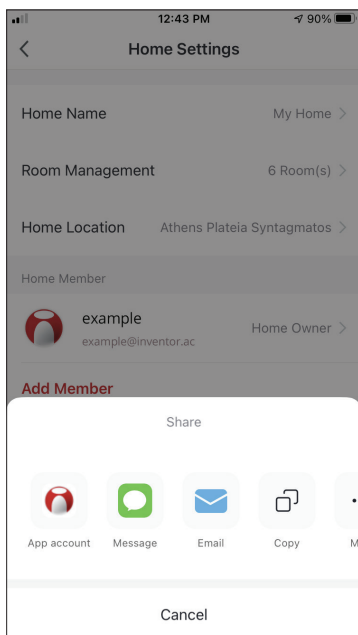 12:43 PM 90%
Home Settings
Home Name My Home
Room Management 6 Room(s)
Home Location Athens Plateia Syntagmatos
Home Member
example
example@inventor.ac
Home Owner
Add Member
Share
App account Message Email Copy M
Cancel